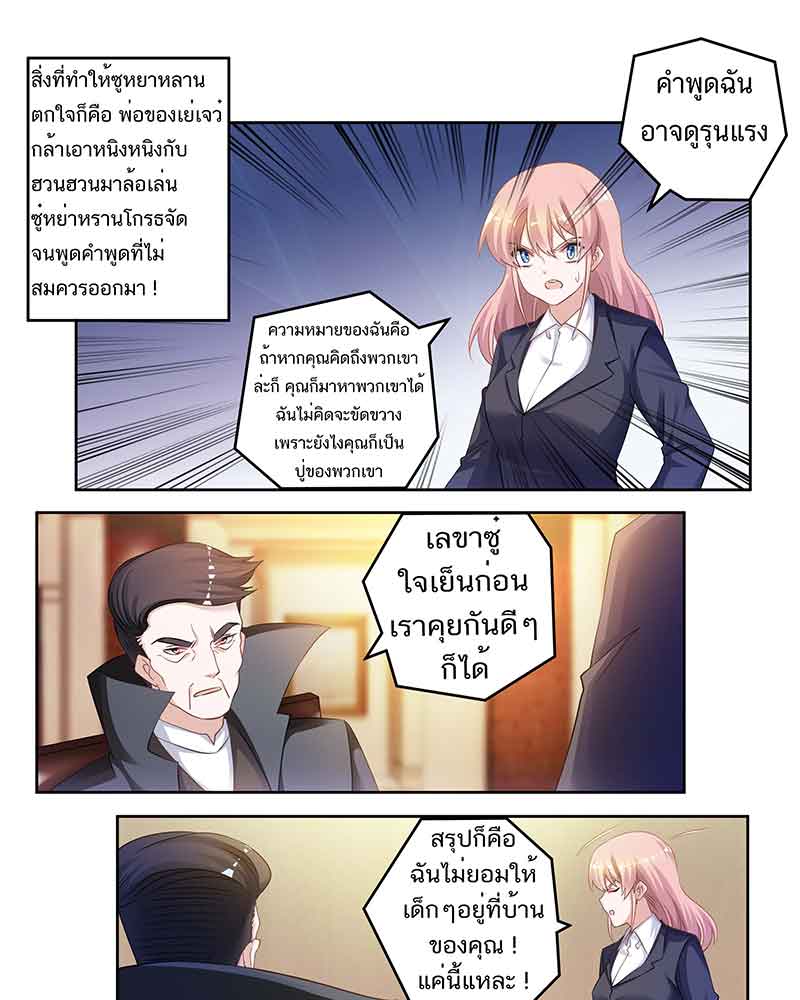 สิ่งที่ทำให้ซูหยาหลาน
ตกใจก็คือ พ่อของเย่เจว๋
กล้าเอาหนิงหนิงกับ
ฮวนฮวนมาล้อเล่น
ซู๋หย่าหรานโกรธจัด
จนพูดคำพูดที่ไม่
สมควรออกมา !
คำพูดฉัน
อาจดูรุนแรง
ความหมายของฉันคือ
ถ้าหากคุณคิดถึงพวกเขา
ล่ะก็ คุณก็มาหาพวกเขาได้
ฉันไม่คิดจะขัดขวาง
เพราะยังไงคุณก็เป็น
ปู่ของพวกเขา
เลขาซู๋
ใจเย็นก่อน
เราคุยกันดีๆ
ก็ได้
สรุปก็คือ
ฉันไม่ยอมให้
เด็กๆอยู่ที่บ้าน
ของคุณ !
แค่นี้แหละ !